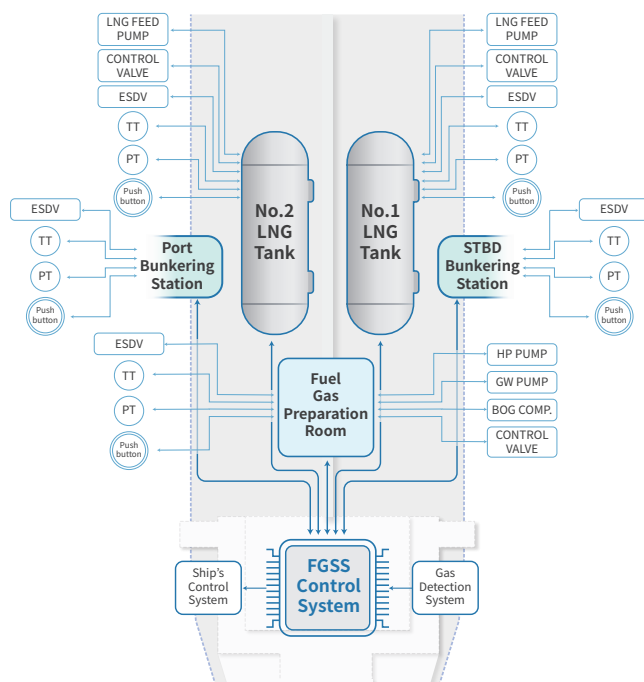 LNG FEED
PUMP
CONTROL
VALVE
ESDV
TT
PT
Push
button
LNG FEED
PUMP
CONTROL
VALVE
ESDV
TT
PT
Push
button
No.2
LNG
Tank
No.1
LNG
Tank
ESDV
TT
PT
Push
button
Port
Bunkering
Station
STBD
Bunkering
Station
ESDV
TT
PT
Push
button
ESDV
TT
PT
Push
button
Fuel
Gas
Preparation
Room
HP PUMP
GW PUMP
BOG COMP.
CONTROL
VALVE
Ship's
Control
System
FGSS
Control
System
Gas
Detection
System